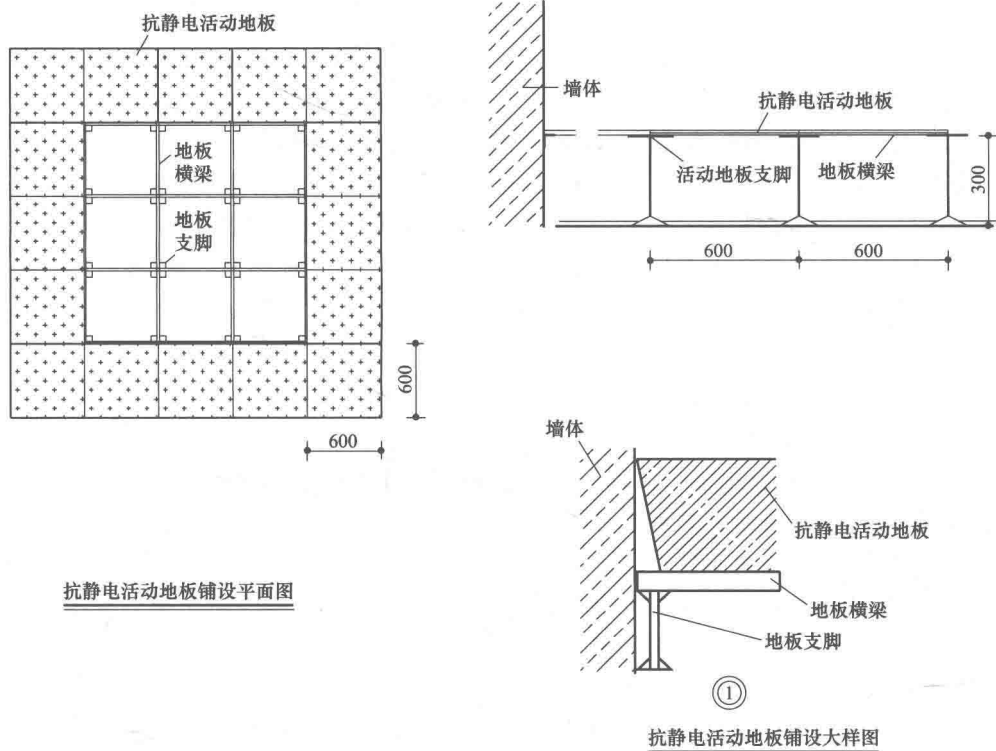 抗静电活动地板
地板
横梁
地板
支脚
600
600
抗静电活动地板铺设平面图
墙体
抗静电活动地板
活动地板支脚
地板横梁
300
600
600
墙体
抗静电活动地板
地板横梁
地板支脚
1
抗静电活动地板铺设大样图